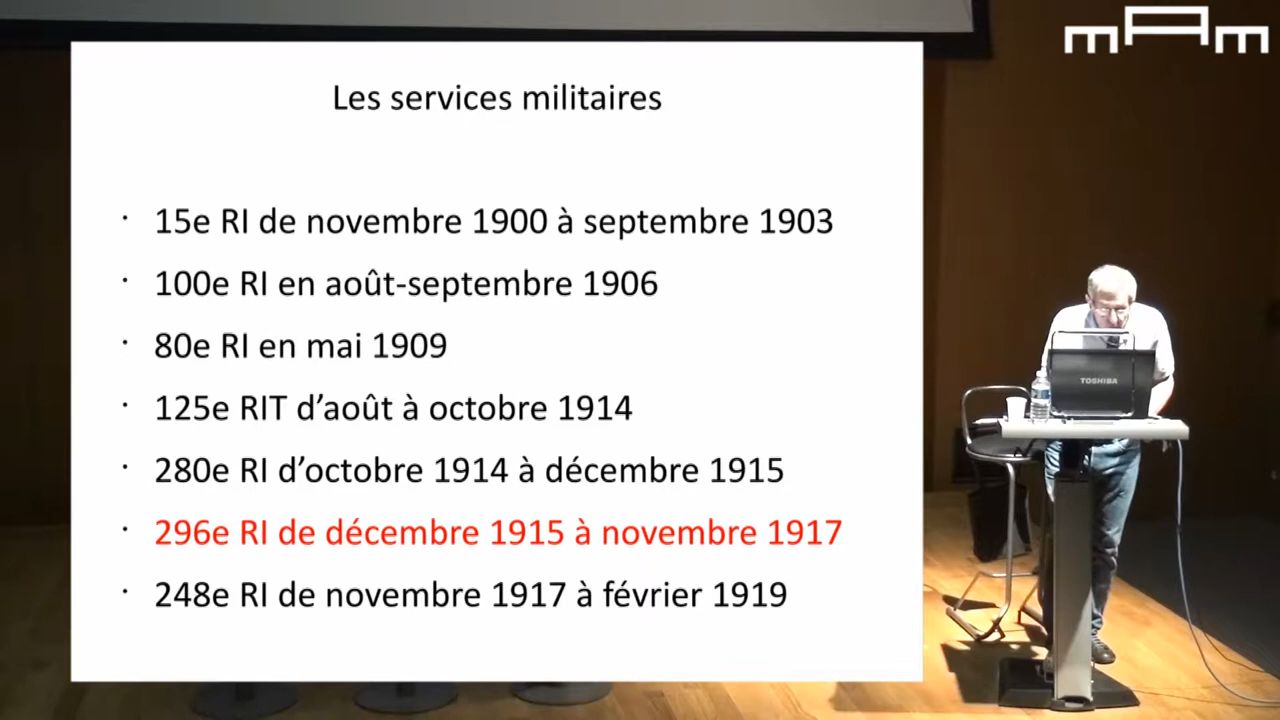 mAm
Les services militaires
· 15e RI de novembre 1900 à septembre 1903
· 100e RI en août-septembre 1906
· 80e RI en mai 1909
· 125e RIT d’août à octobre 1914
· 280e RI d’octobre 1914 à décembre 1915
· 296e RI de décembre 1915 à novembre 1917
· 248e RI de novembre 1917 à février 1919
TOSHIBA